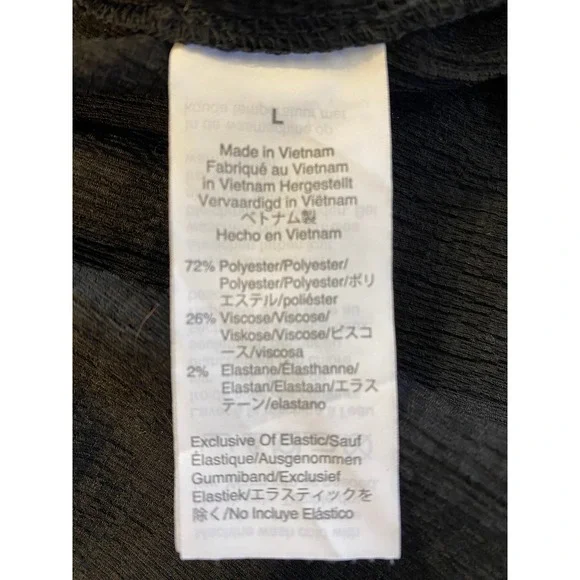 L
Made in Vietnam
Fabriqué au Vietnam
in Vietnam Hergestellt
Vervaardigd in Viëtnam
ベトナム製
Hecho en Vietnam
72% Polyester/Polyester/
Polyester/Polyester/ポリ
エステル/poliéster
26% Viscose/Viscose/
Viskose/Viscose/ビスコ
ース/viscosa
2% Elastane/Élasthanne/
Elastan/Elastaan/エラス
テーン/elastano
Exclusive Of Elastic/Sauf
Élastique/Ausgenommen
Gummiband/Exclusief
Elastiek/エラスティックを
除く/No Incluye Elástico